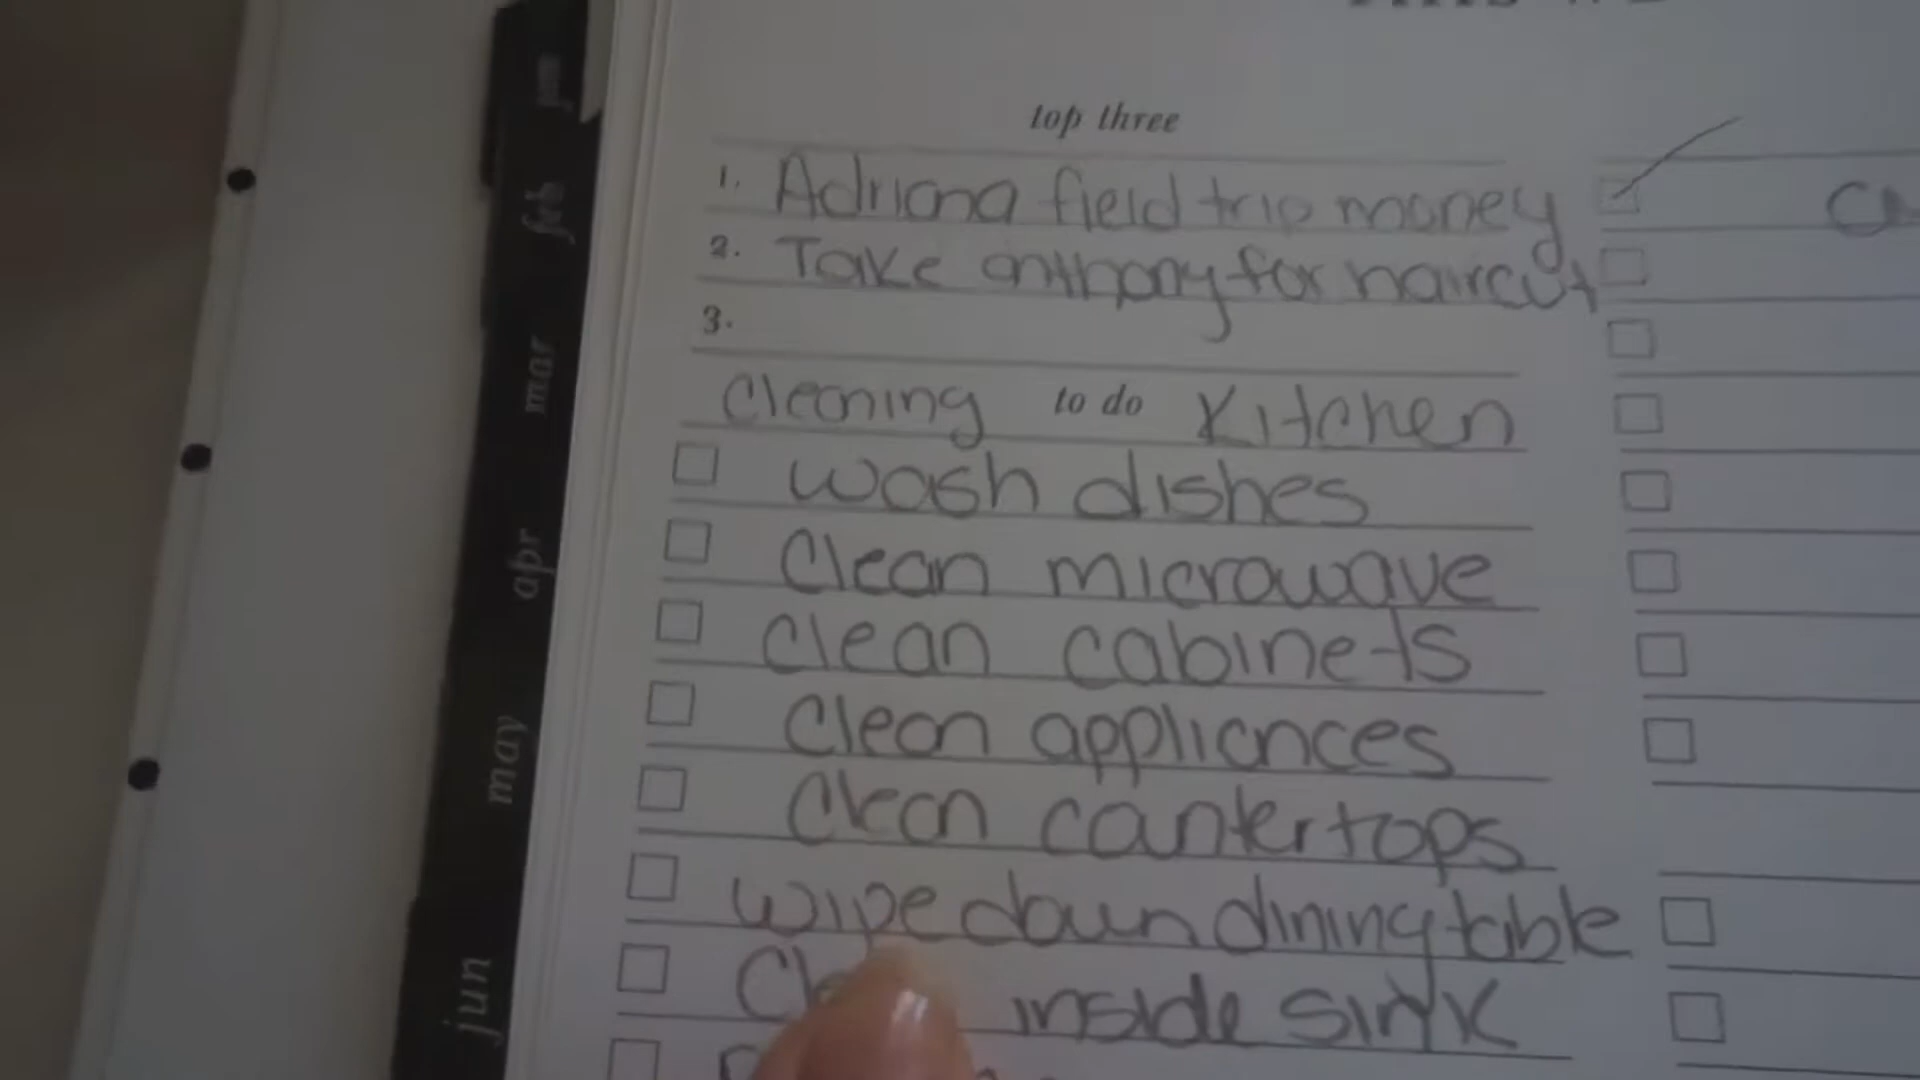 top three
1. Adriana field trip money
2. Take anthony for haircut
3.
Cleaning to do Kitchen
wash dishes
Clean microwave
clean cabinets
Clean appliances
Clean cantertops
wipe down dining table
inside sink
jan
feb
mar
apr
may
jun